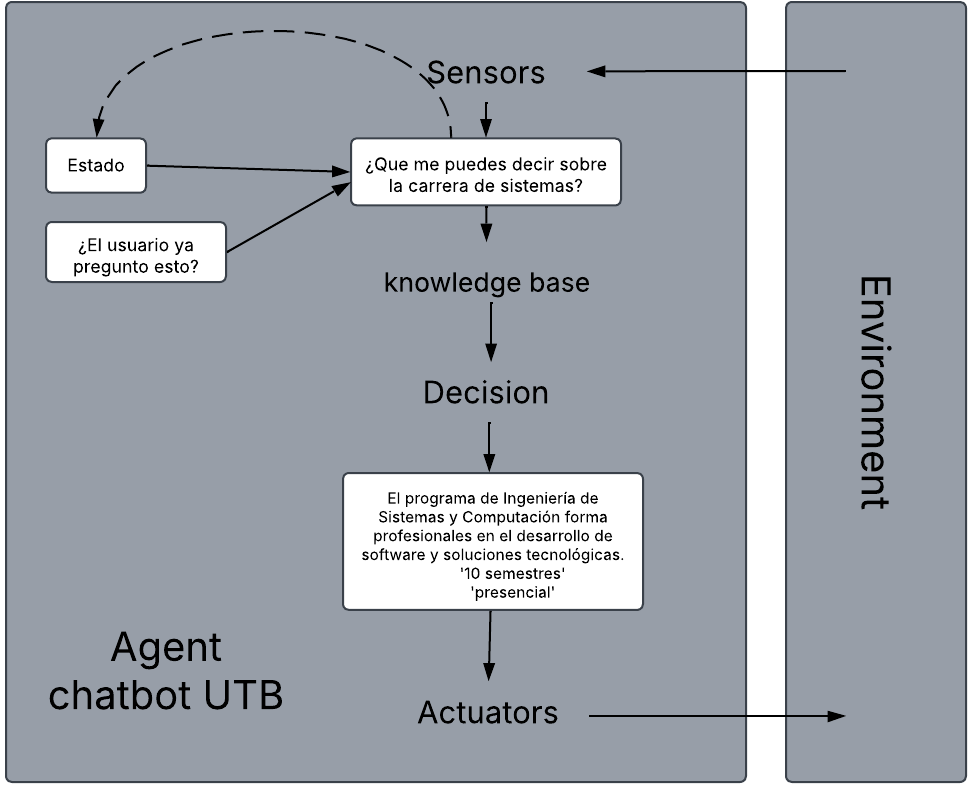 Sensors
Estado
¿Que me puedes decir sobre
la carrera de sistemas?
¿El usuario ya
pregunto esto?
knowledge base
Decision
El programa de Ingeniería de
Sistemas y Computación forma
profesionales en el desarrollo de
software y soluciones tecnológicas.
'10 semestres'
'presencial'
Agent
chatbot UTB
Actuators
Environment